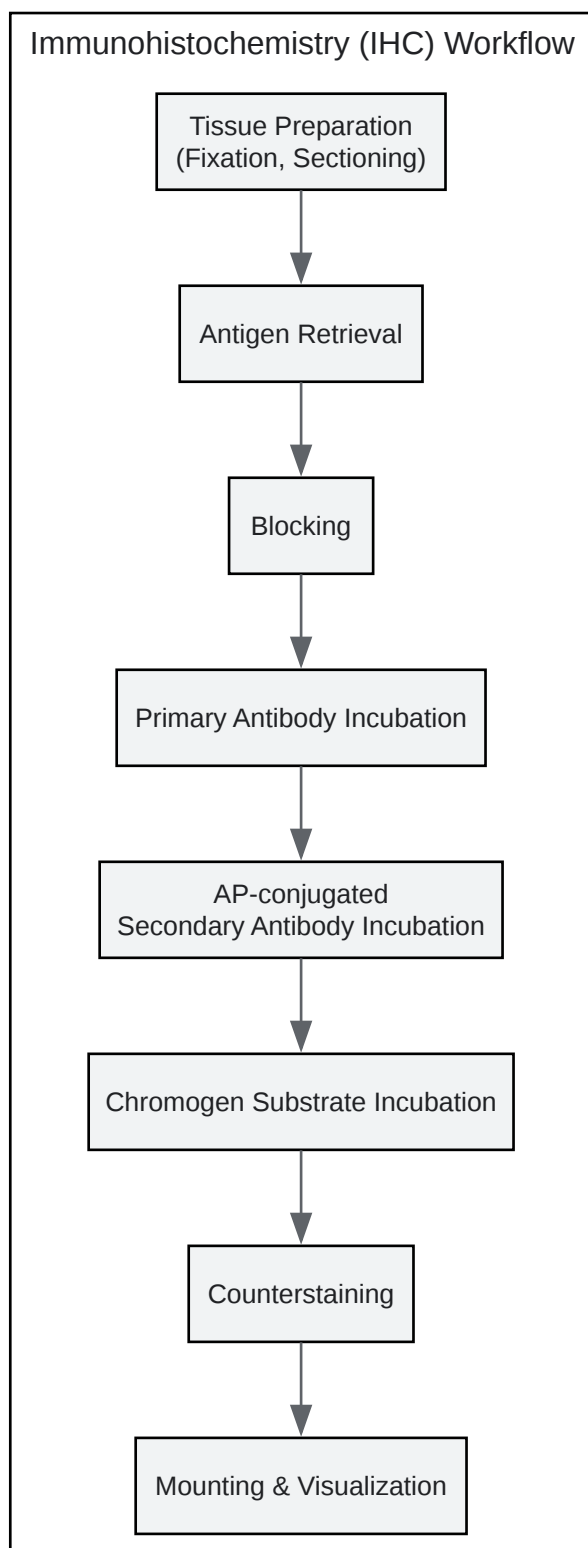 Immunohistochemistry (IHC) Workflow
Tissue Preparation
(Fixation, Sectioning)
Antigen Retrieval
Blocking
Primary Antibody Incubation
AP-conjugated
Secondary Antibody Incubation
Chromogen Substrate Incubation
Counterstaining
Mounting & Visualization